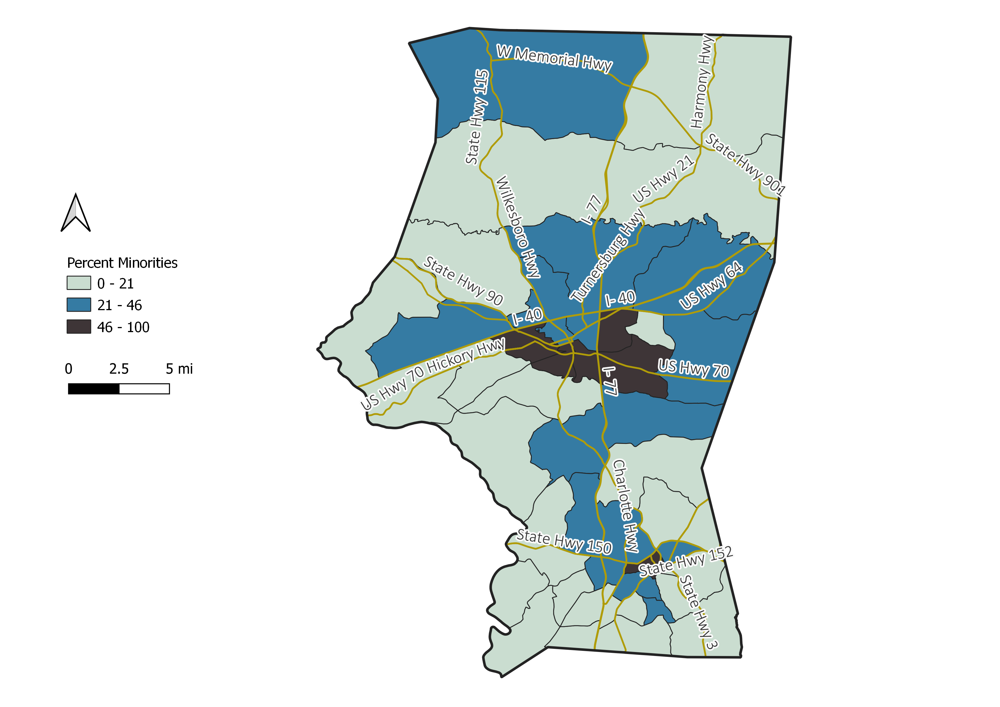 W Memorial Hwy
Harmony Hwy
State Hwy 115
State Hwy 901
US Hwy 21
Wilkesboro Hwy
I- 77
Turnersburg Hwy
State Hwy 90
US Hwy 64
I- 40
I- 40
US Hwy 70 Hickory Hwy
US Hwy 70
I- 77
Charlotte Hwy
State Hwy 150
State Hwy 152
State Hwy 3
Percent Minorities
0 - 21
21 - 46
46 - 100
0 2.5 5 mi